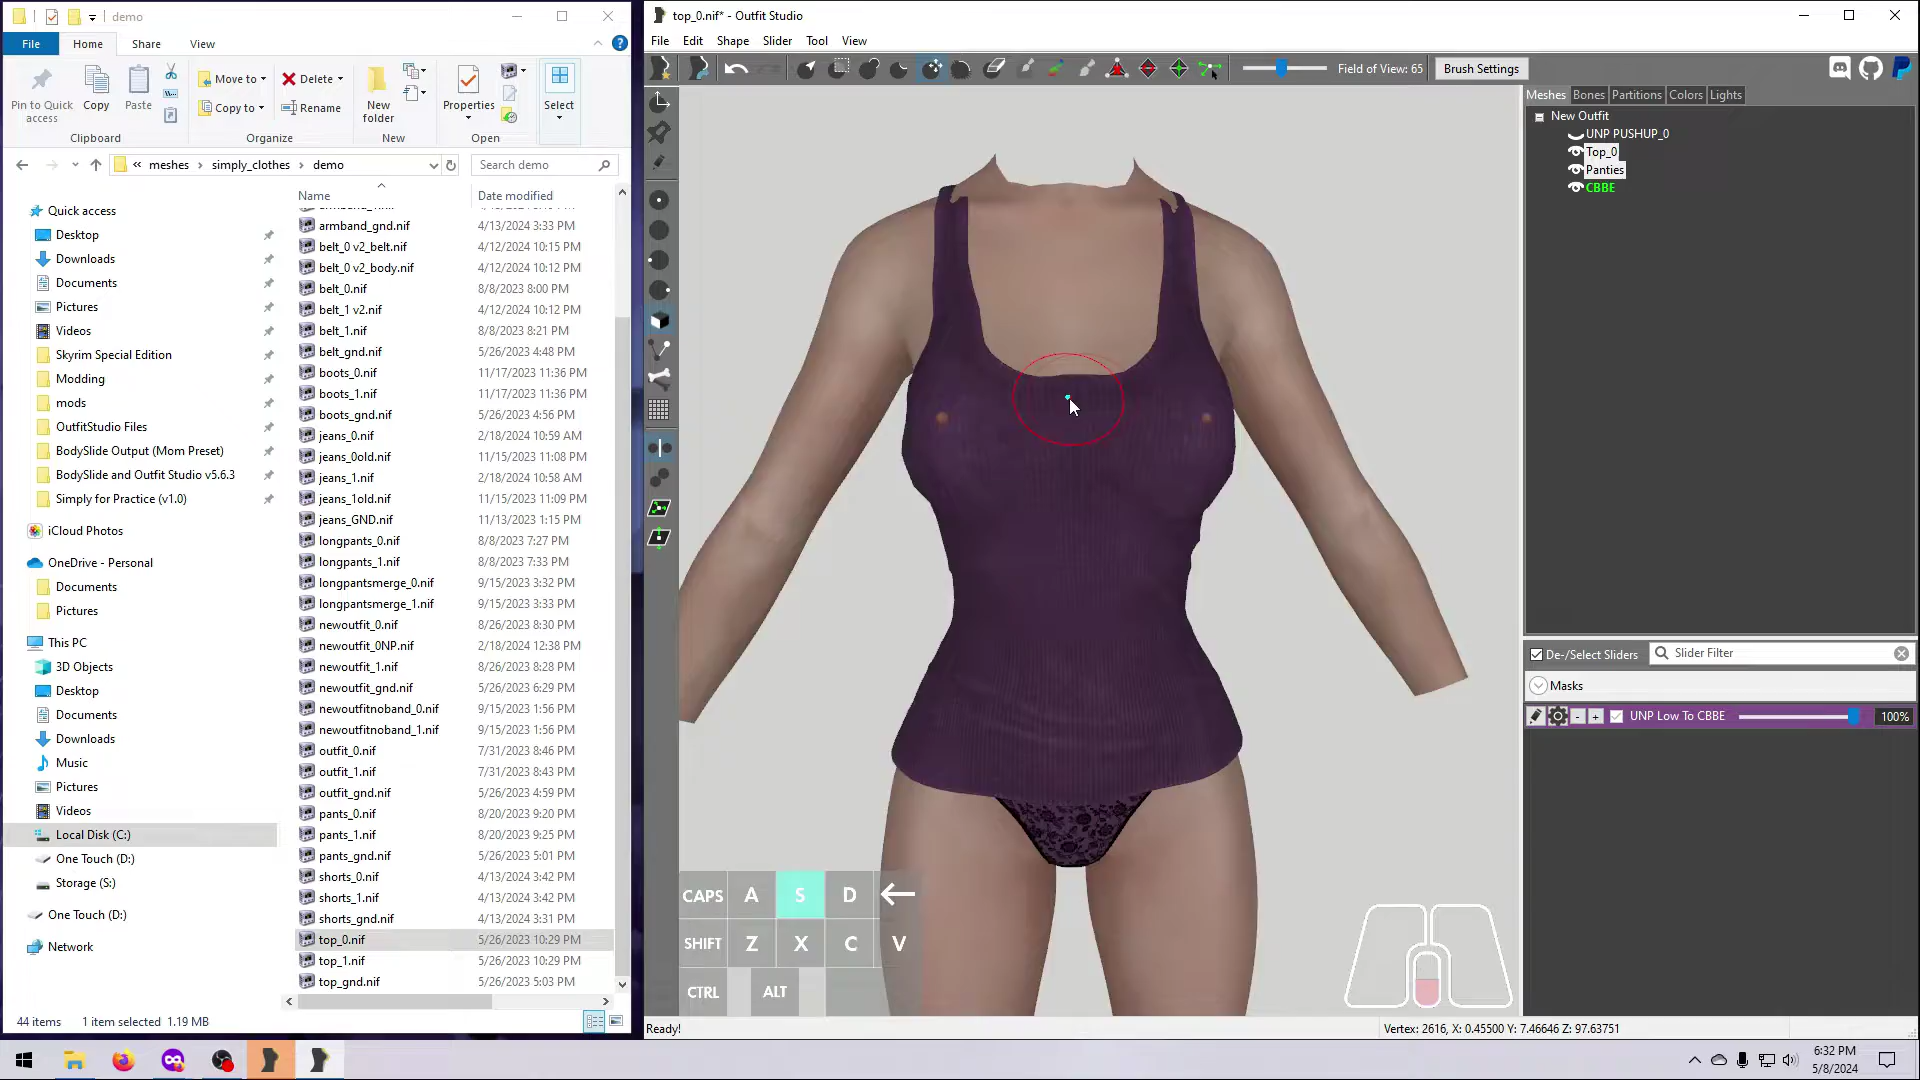 demo
File Home Share View
Pin to Quick access
Copy
Paste
Clipboard
Move to
Copy to
Delete
Rename
Organize
New folder
New
Properties
Open
Select
« meshes › simply_clothes › demo
Search demo
Name Date modified
Quick access
Desktop
Downloads
Documents
Pictures
Videos
Skyrim Special Edition
Modding
mods
OutfitStudio Files
BodySlide Output (Mom Preset)
BodySlide and Outfit Studio v5.6.3
Simply for Practice (v1.0)
iCloud Photos
OneDrive - Personal
Documents
Pictures
This PC
3D Objects
Desktop
Documents
Downloads
Music
Pictures
Videos
Local Disk (C:)
One Touch (D:)
Storage (S:)
One Touch (D:)
Network
armband_gnd.nif 4/13/2024 3:33 PM
belt_0 v2_belt.nif 4/12/2024 10:15 PM
belt_0 v2_body.nif 4/12/2024 10:12 PM
belt_0.nif 8/8/2023 8:00 PM
belt_1 v2.nif 4/12/2024 10:12 PM
belt_1.nif 8/8/2023 8:21 PM
belt_gnd.nif 5/26/2023 4:48 PM
boots_0.nif 11/17/2023 11:36 PM
boots_1.nif 11/17/2023 11:36 PM
boots_gnd.nif 5/26/2023 4:56 PM
jeans_0.nif 2/18/2024 10:59 AM
jeans_0old.nif 11/15/2023 11:08 PM
jeans_1.nif 2/18/2024 10:58 AM
jeans_1old.nif 11/15/2023 11:09 PM
jeans_GND.nif 11/13/2023 1:15 PM
longpants_0.nif 8/8/2023 7:27 PM
longpants_1.nif 8/8/2023 7:33 PM
longpantsmerge_0.nif 9/15/2023 3:32 PM
longpantsmerge_1.nif 9/15/2023 3:33 PM
newoutfit_0.nif 8/26/2023 8:30 PM
newoutfit_0NP.nif 2/18/2024 12:38 PM
newoutfit_1.nif 8/26/2023 8:28 PM
newoutfit_gnd.nif 5/26/2023 6:29 PM
newoutfitnoband_0.nif 9/15/2023 1:56 PM
newoutfitnoband_1.nif 9/15/2023 1:56 PM
outfit_0.nif 7/31/2023 8:46 PM
outfit_1.nif 7/31/2023 8:43 PM
outfit_gnd.nif 5/26/2023 4:59 PM
pants_0.nif 8/20/2023 9:20 PM
pants_1.nif 8/20/2023 9:25 PM
pants_gnd.nif 5/26/2023 5:01 PM
shorts_0.nif 4/13/2024 3:42 PM
shorts_1.nif 4/13/2024 3:42 PM
shorts_gnd.nif 4/13/2024 3:31 PM
top_0.nif 5/26/2023 10:29 PM
top_1.nif 5/26/2023 10:29 PM
top_gnd.nif 5/26/2023 5:03 PM
44 items 1 item selected 1.19 MB
top_0.nif* - Outfit Studio
File Edit Shape Slider Tool View
Field of View: 65
Brush Settings
Meshes Bones Partitions Colors Lights
New Outfit
UNP PUSHUP_0
Top_0
Panties
CBBE
De-/Select Sliders
Slider Filter
Masks
- + UNP Low To CBBE 100%
CAPS A S D ←
SHIFT Z X C V
CTRL ALT
Ready!
Vertex: 2616, X: 0.45500 Y: 7.46646 Z: 97.63751
6:32 PM
5/8/2024